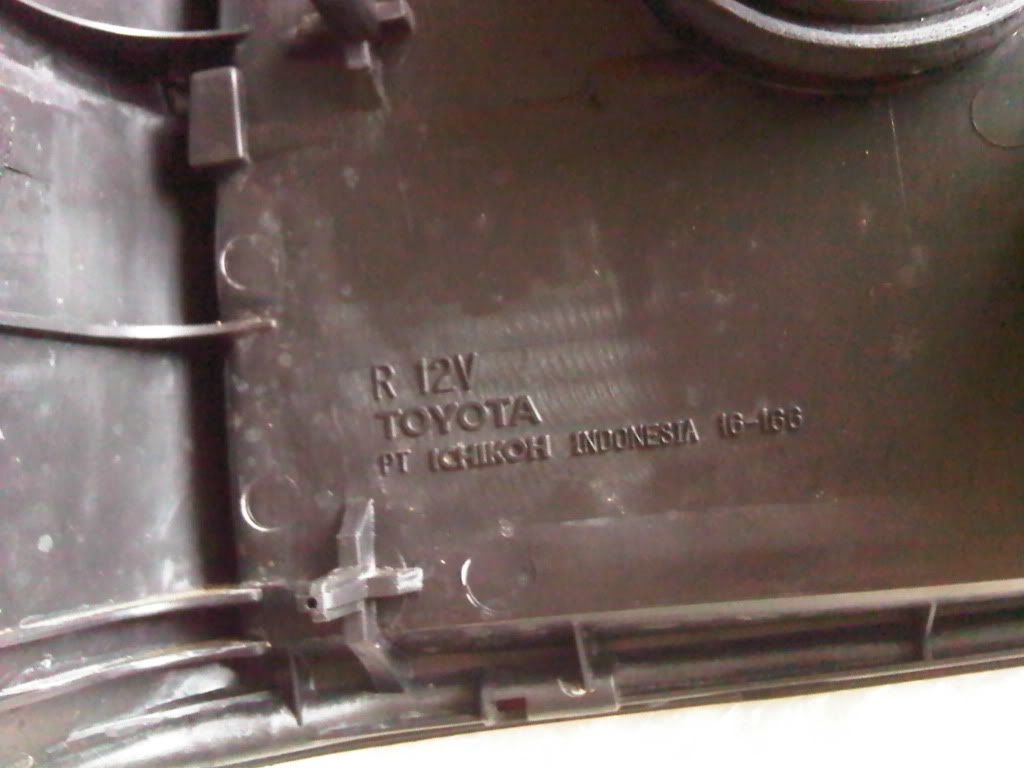 R 12V
TOYOTA
PT ICHIKOH INDONESIA 16-166